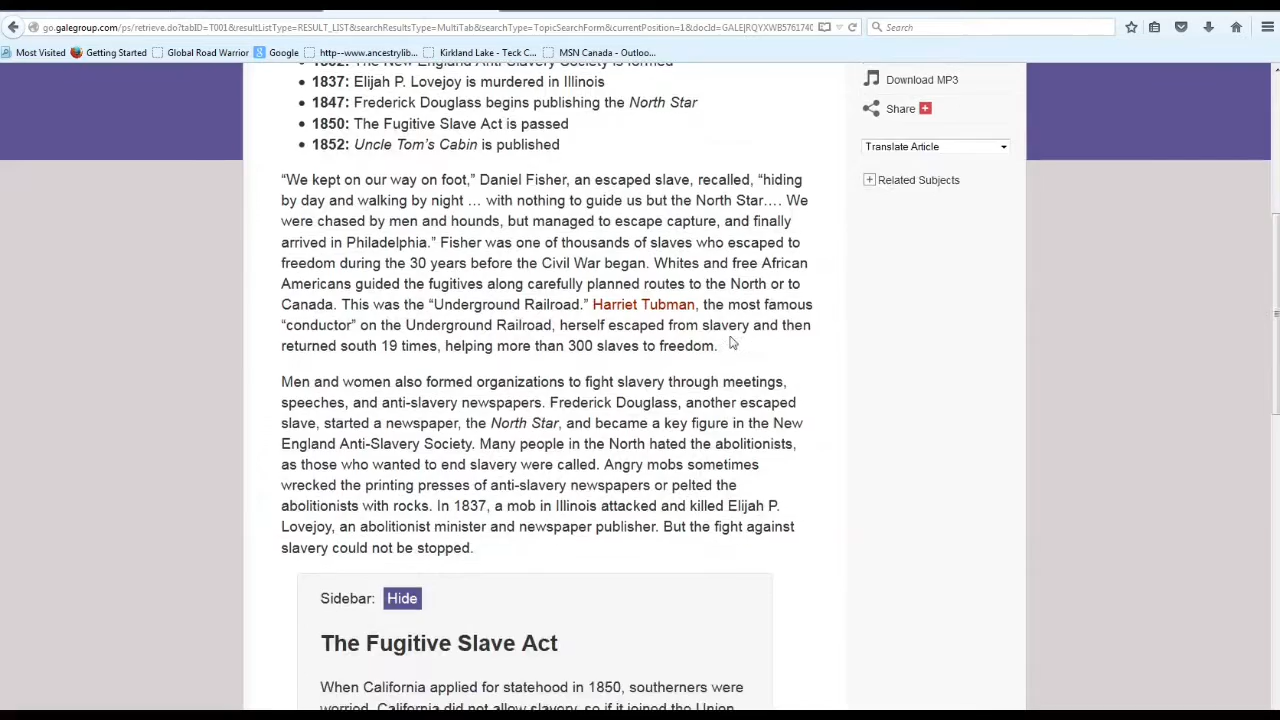 go.galegroup.com/ps/retrieve.do?tabID=T001&resultListType=RESULT_LIST&searchResultsType=MultiTab&searchType=TopicSearchForm&currentPosition=1&docId=GALE|RQYXWB576174
Search
Most Visited Getting Started Global Road Warrior Google http--www.ancestrylib... Kirkland Lake - Teck C... MSN Canada - Outloo...
The New England Anti-Slavery Society is formed
• 1837: Elijah P. Lovejoy is murdered in Illinois
• 1847: Frederick Douglass begins publishing the North Star
• 1850: The Fugitive Slave Act is passed
• 1852: Uncle Tom’s Cabin is published
“We kept on our way on foot,” Daniel Fisher, an escaped slave, recalled, “hiding
by day and walking by night … with nothing to guide us but the North Star…. We
were chased by men and hounds, but managed to escape capture, and finally
arrived in Philadelphia.” Fisher was one of thousands of slaves who escaped to
freedom during the 30 years before the Civil War began. Whites and free African
Americans guided the fugitives along carefully planned routes to the North or to
Canada. This was the “Underground Railroad.” Harriet Tubman, the most famous
“conductor” on the Underground Railroad, herself escaped from slavery and then
returned south 19 times, helping more than 300 slaves to freedom.
Men and women also formed organizations to fight slavery through meetings,
speeches, and anti-slavery newspapers. Frederick Douglass, another escaped
slave, started a newspaper, the North Star, and became a key figure in the New
England Anti-Slavery Society. Many people in the North hated the abolitionists,
as those who wanted to end slavery were called. Angry mobs sometimes
wrecked the printing presses of anti-slavery newspapers or pelted the
abolitionists with rocks. In 1837, a mob in Illinois attacked and killed Elijah P.
Lovejoy, an abolitionist minister and newspaper publisher. But the fight against
slavery could not be stopped.
Sidebar: Hide
The Fugitive Slave Act
When California applied for statehood in 1850, southerners were
worried. California did not allow slavery, so if it joined the Union
Download MP3
Share
Translate Article
Related Subjects